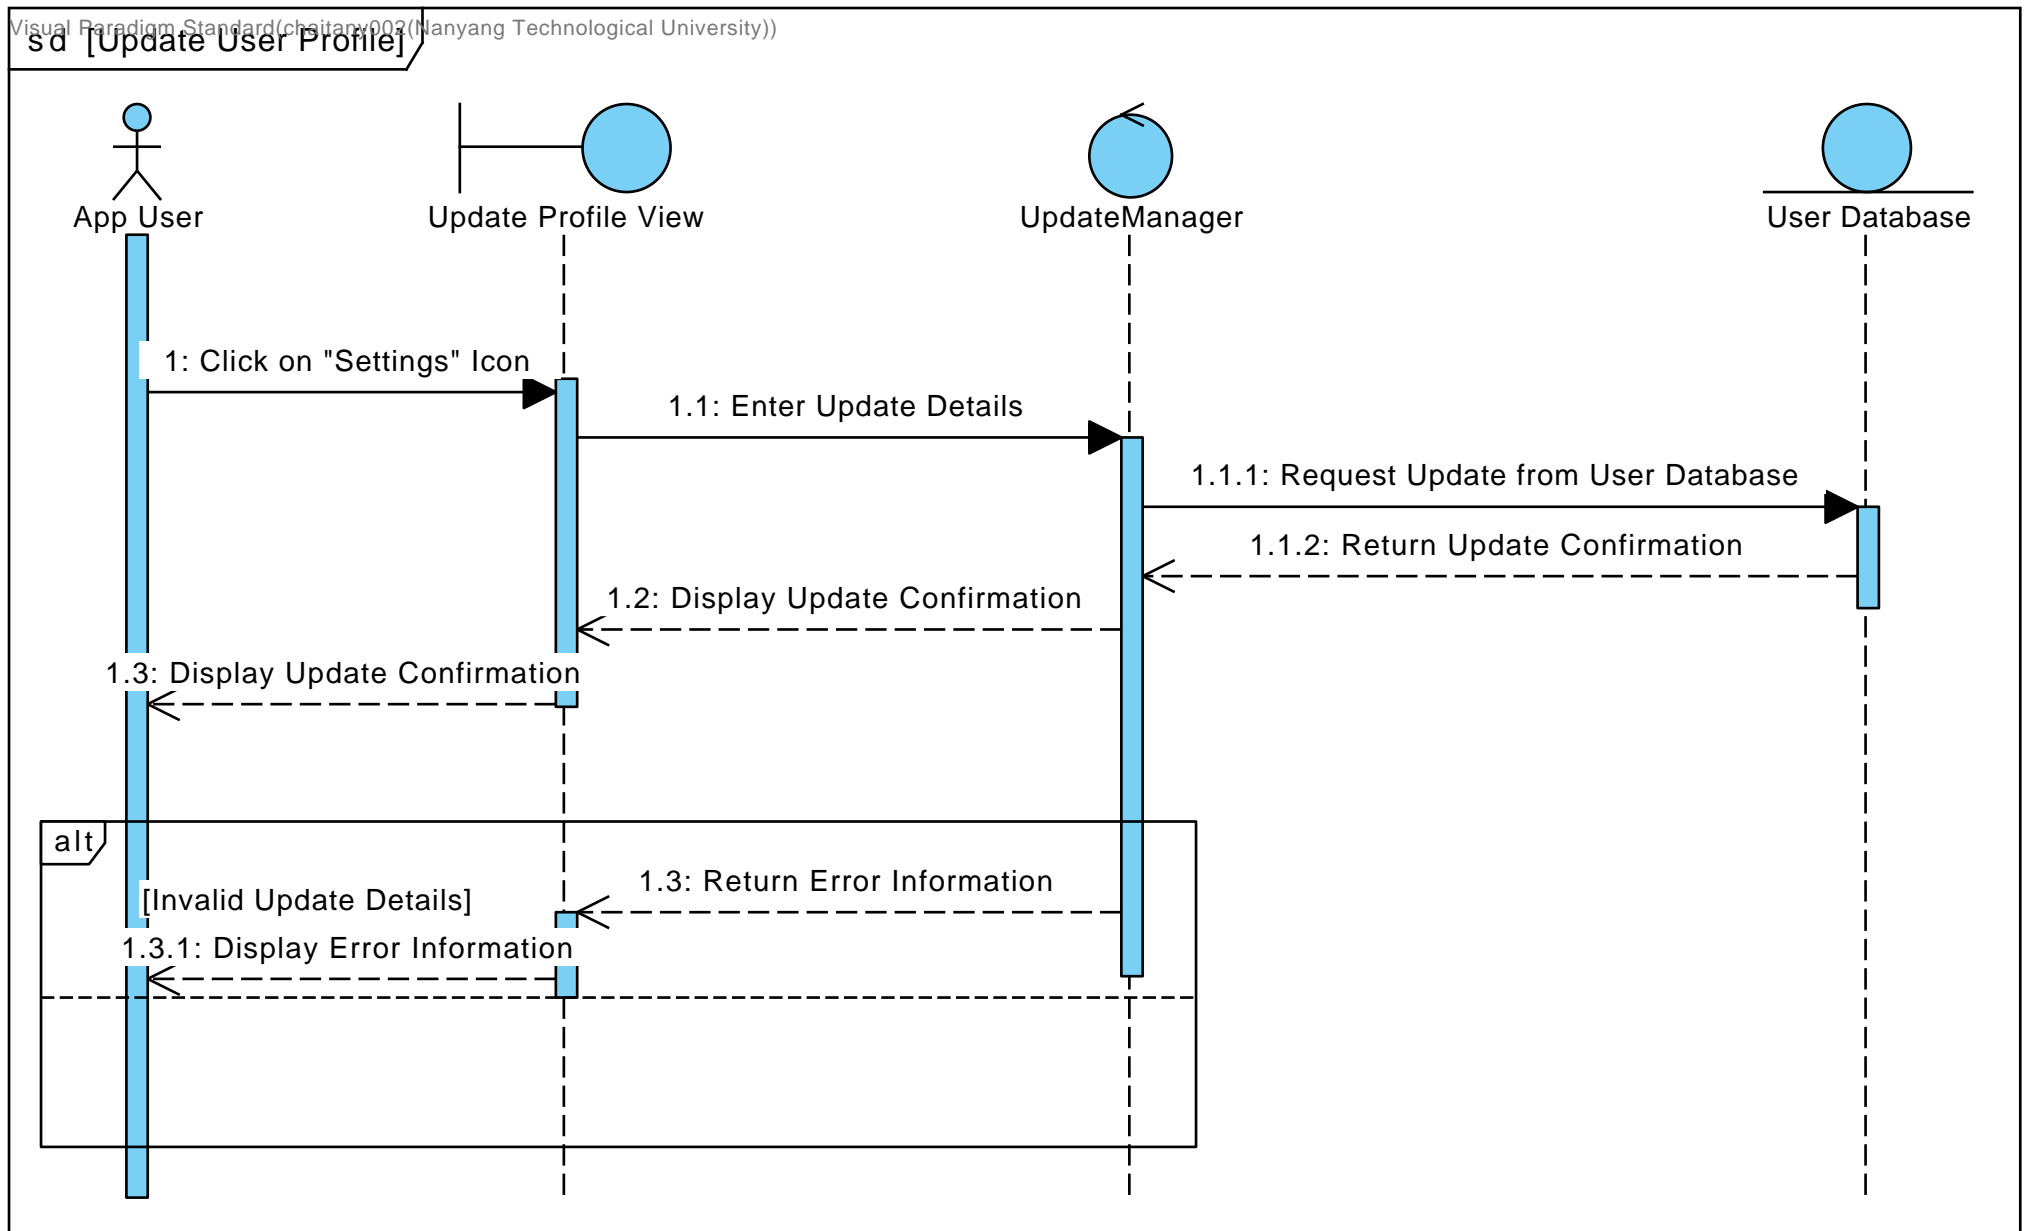 Visual Paradigm Standard(chaitany002(Nanyang Technological University))
sd [Update User Profile]
App User
Update Profile View
UpdateManager
User Database
1: Click on "Settings" Icon
1.1: Enter Update Details
1.1.1: Request Update from User Database
1.1.2: Return Update Confirmation
1.2: Display Update Confirmation
1.3: Display Update Confirmation
alt
1.3: Return Error Information
[Invalid Update Details]
1.3.1: Display Error Information